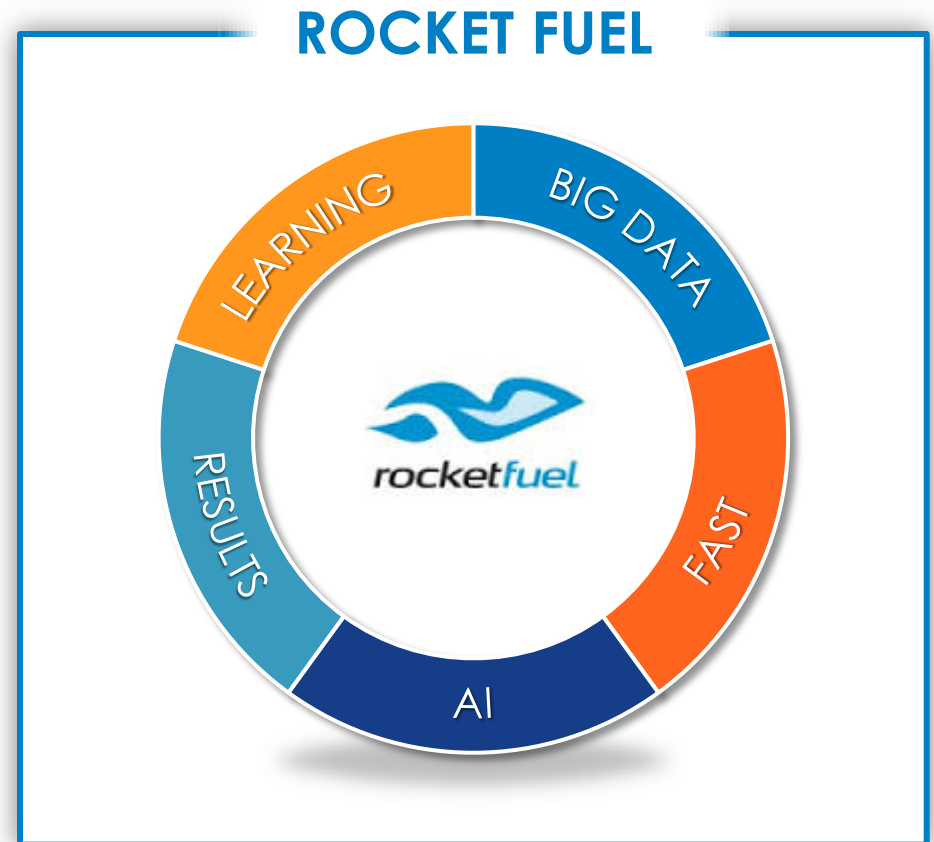 ROCKET FUEL
LEARNING
BIG DATA
RESULTS
FAST
AI
rocketfuel